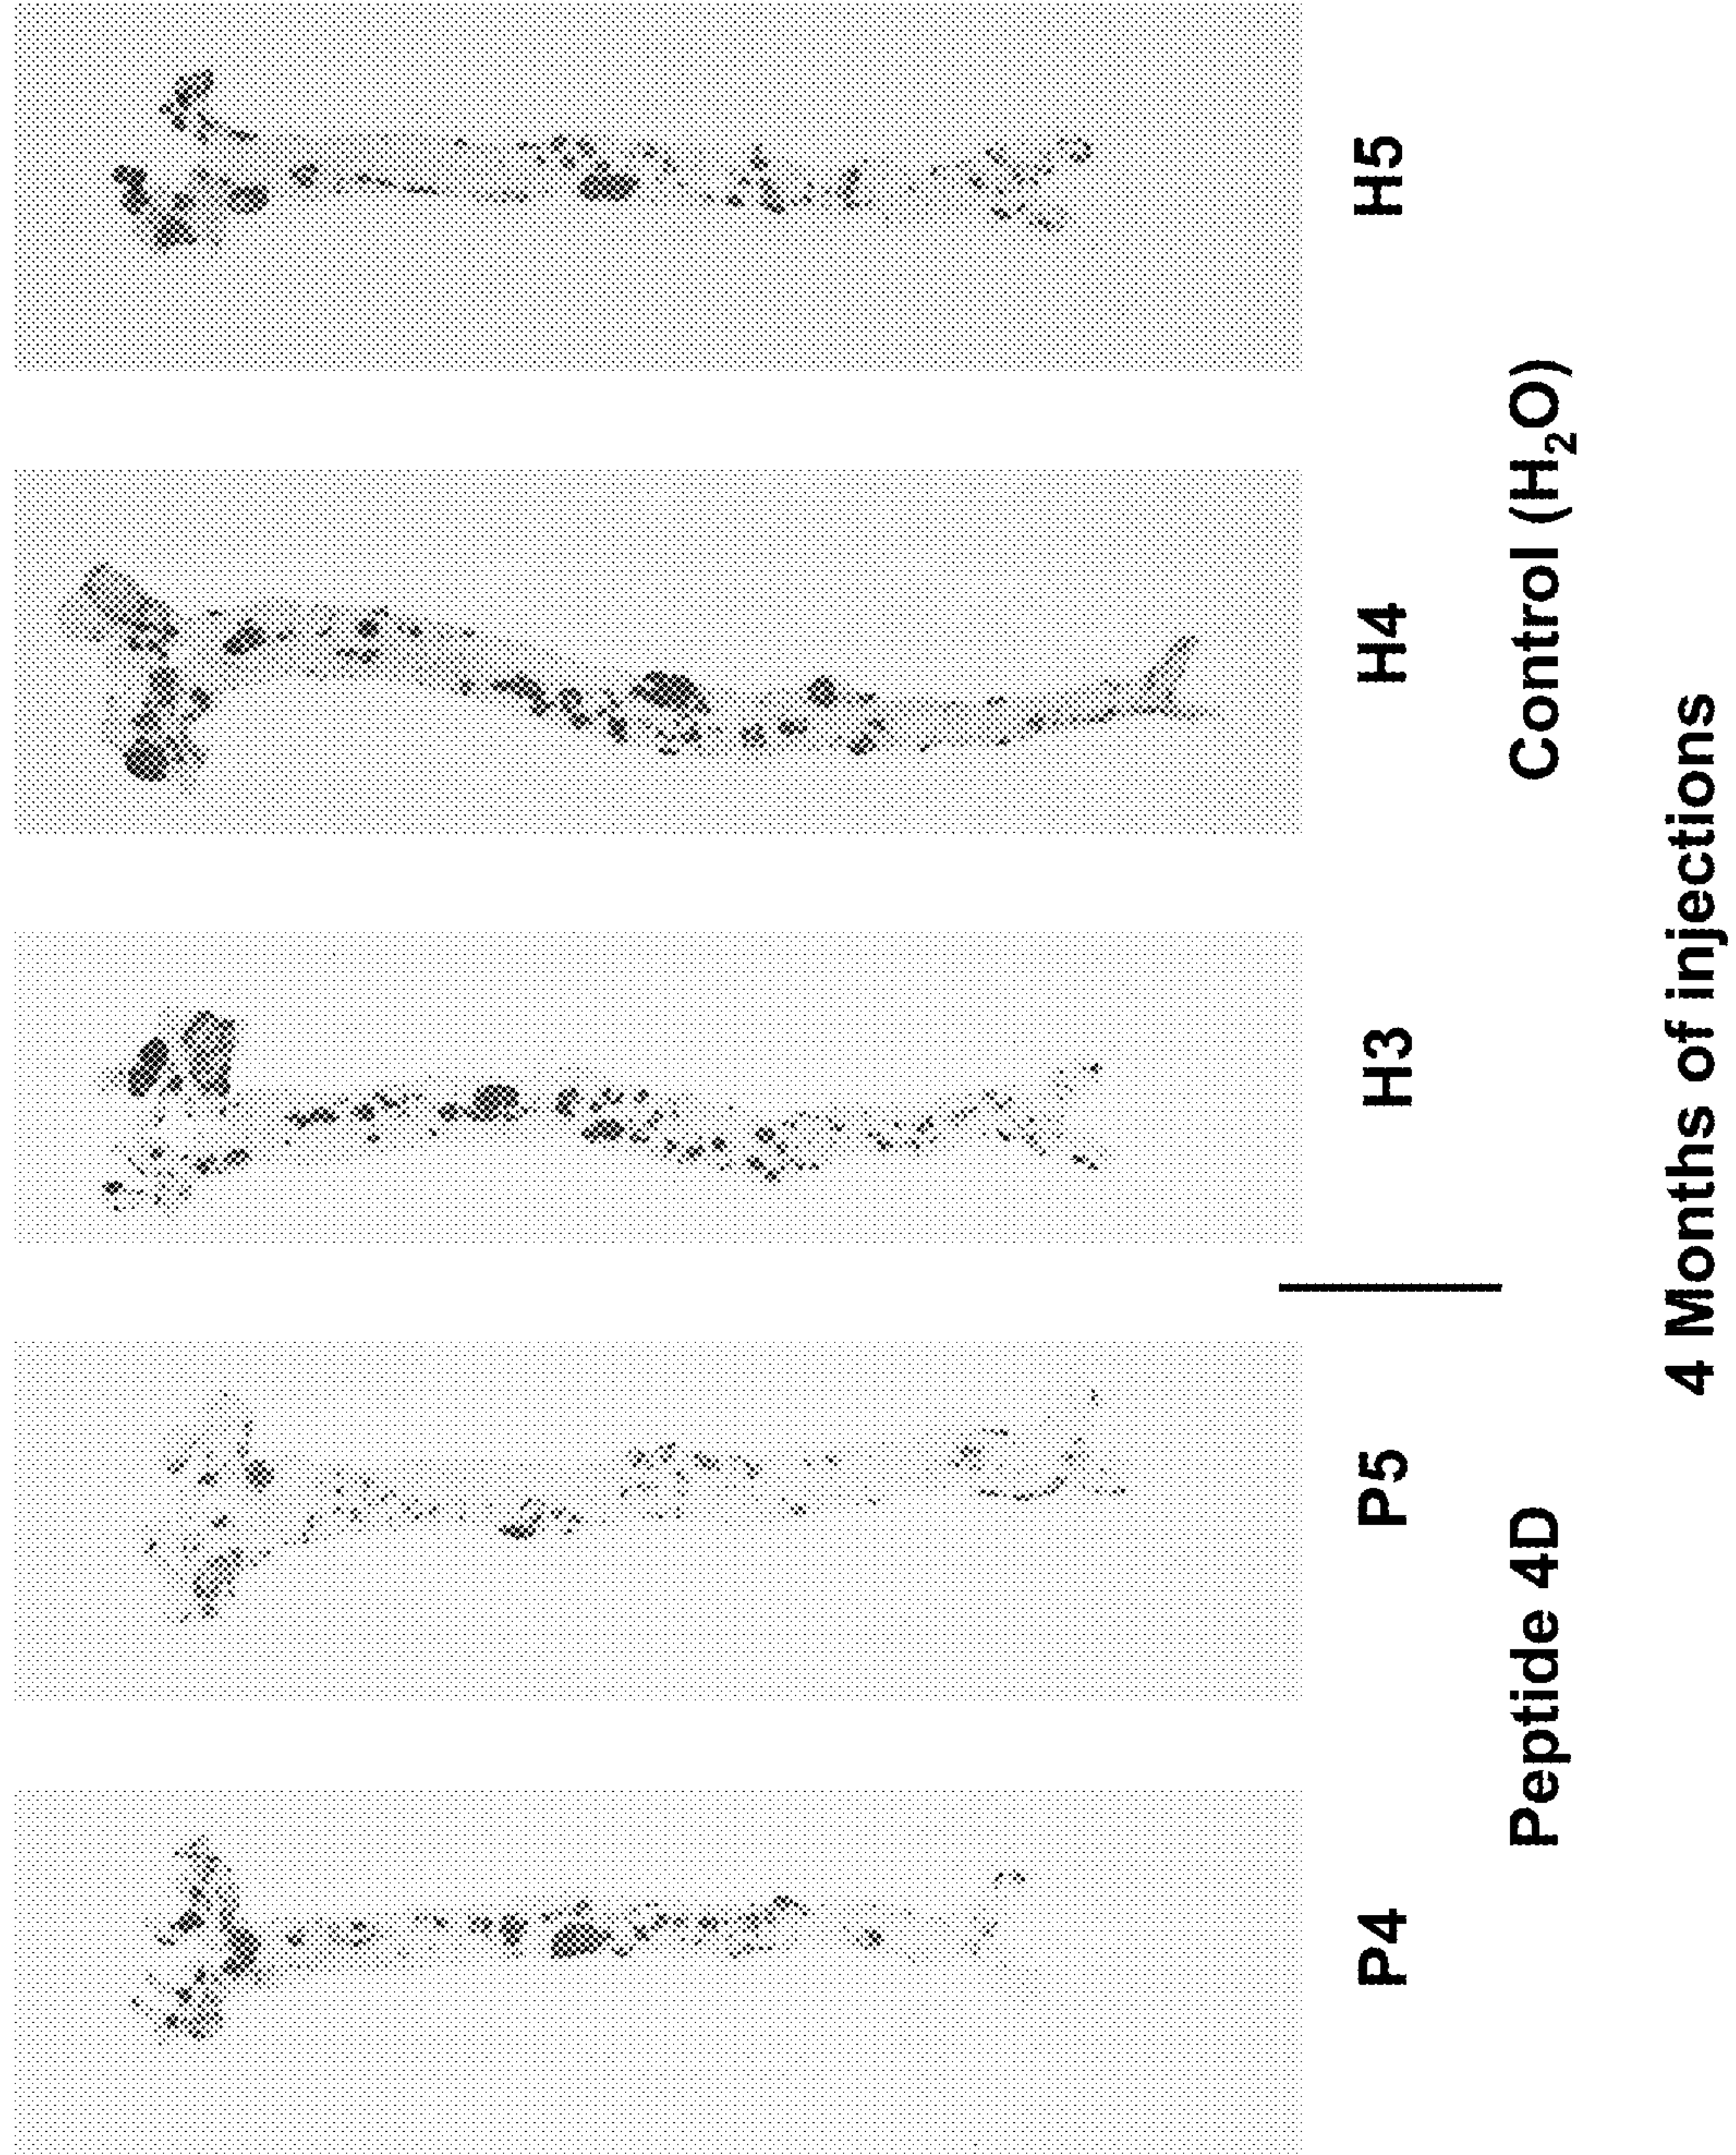 P4 P5 H3 H4 H5
Peptide 4D Control (H₂O)
4 Months of injections